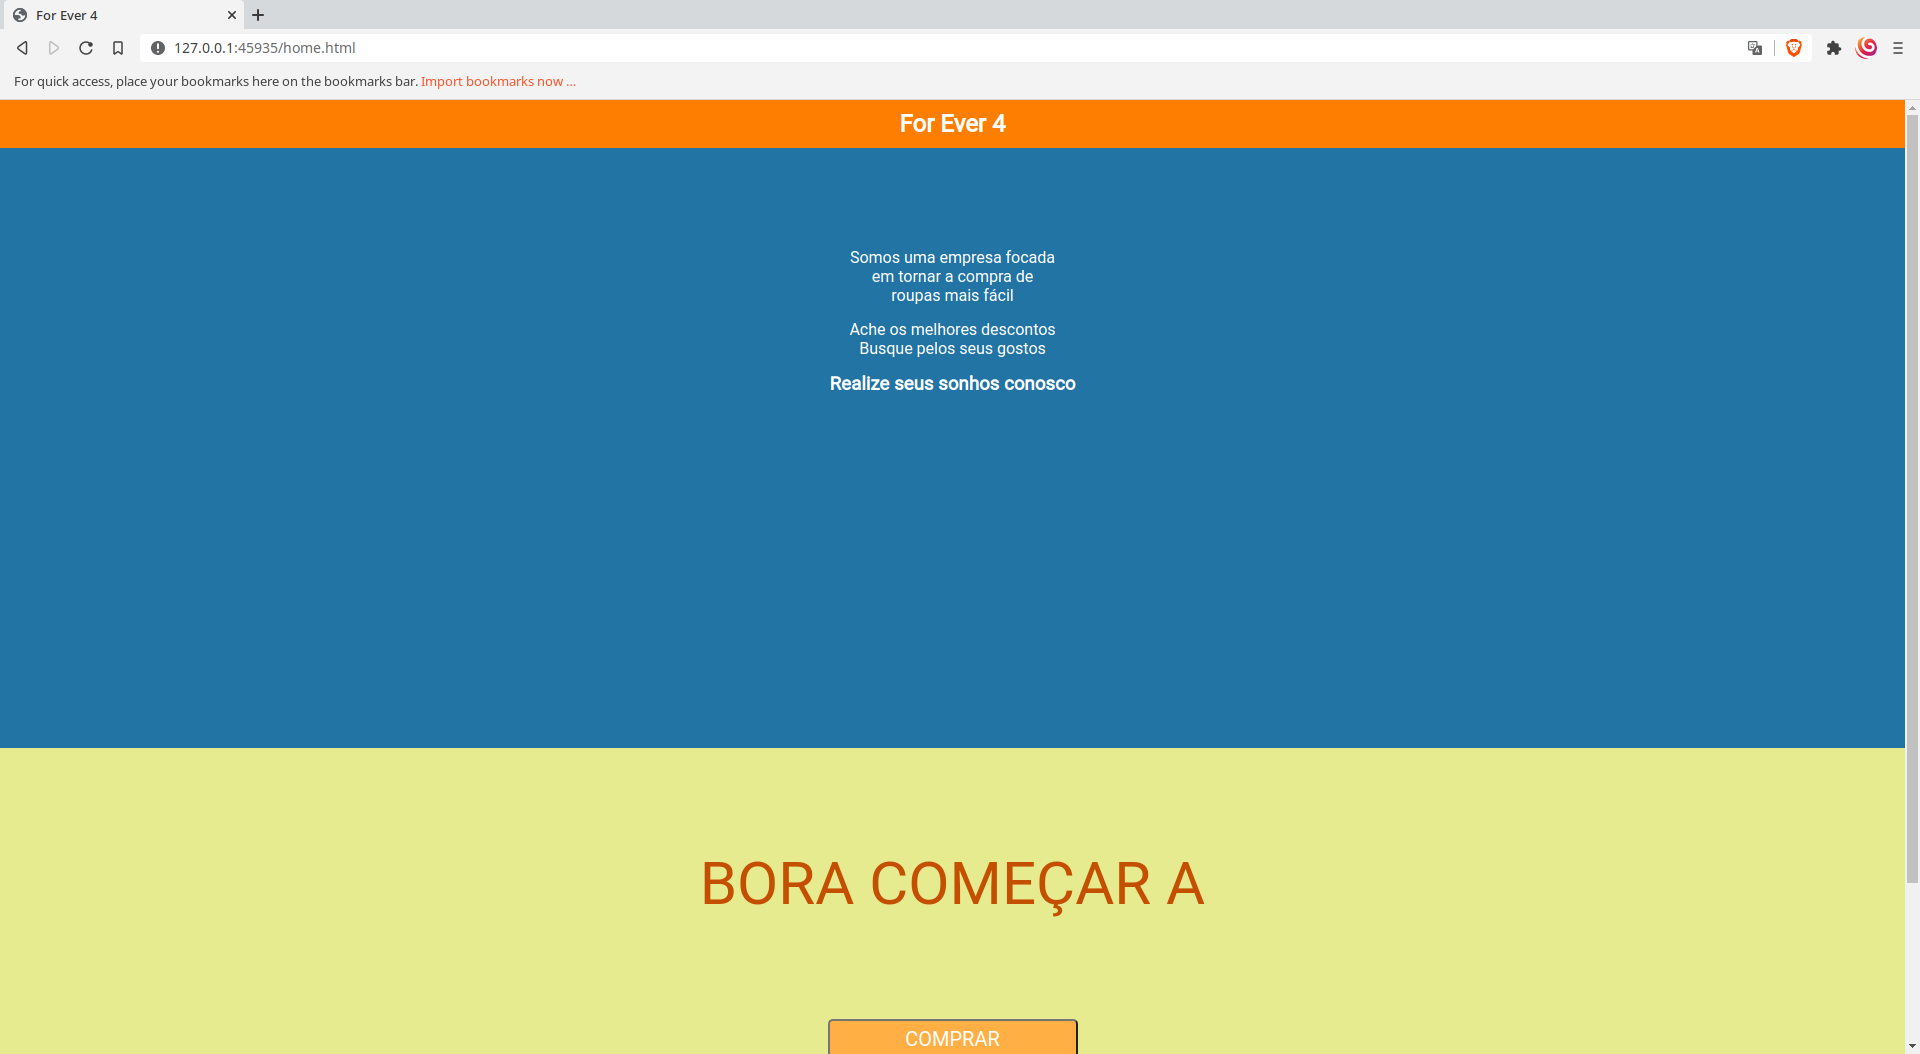 For Ever 4
127.0.0.1:45935/home.html
For quick access, place your bookmarks here on the bookmarks bar. Import bookmarks now ...
For Ever 4
Somos uma empresa focada
em tornar a compra de
roupas mais fácil
Ache os melhores descontos
Busque pelos seus gostos
Realize seus sonhos conosco
BORA COMEÇAR A
COMPRAR